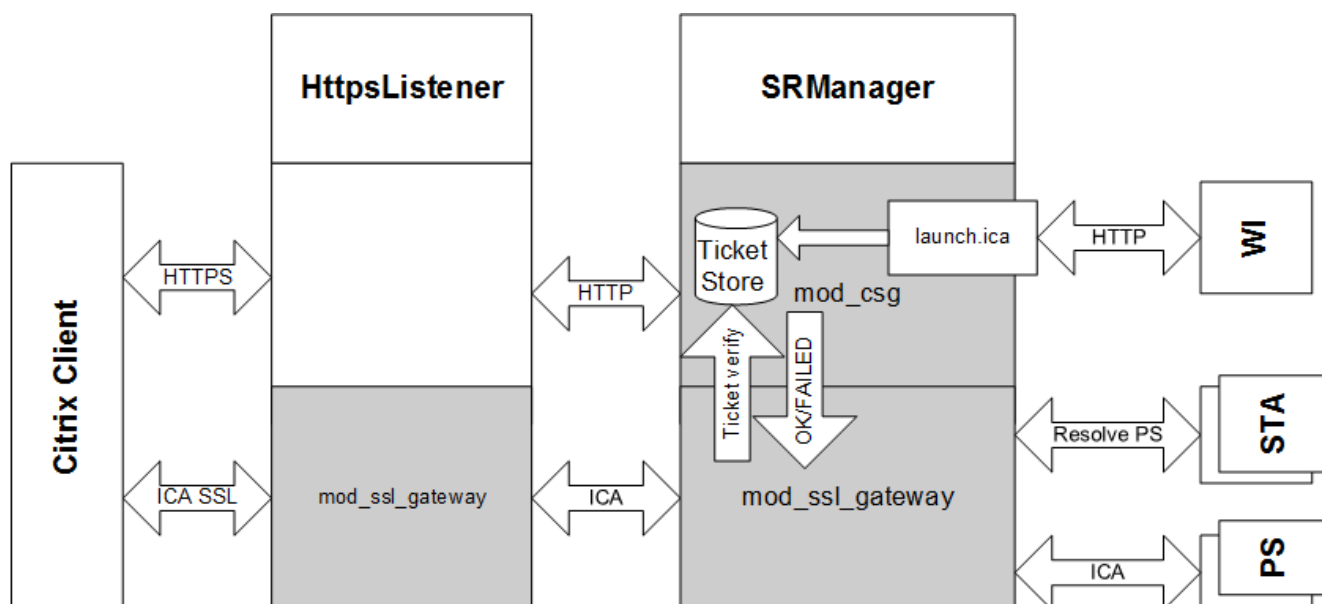 HttpsListener
SRManager
Citrix Client
HTTPS
HTTP
Ticket
Store
launch.ica
mod_csg
HTTP
WI
Ticket verify
OK/FAILED
ICA SSL
mod_ssl_gateway
ICA
mod_ssl_gateway
Resolve PS
STA
ICA
PS